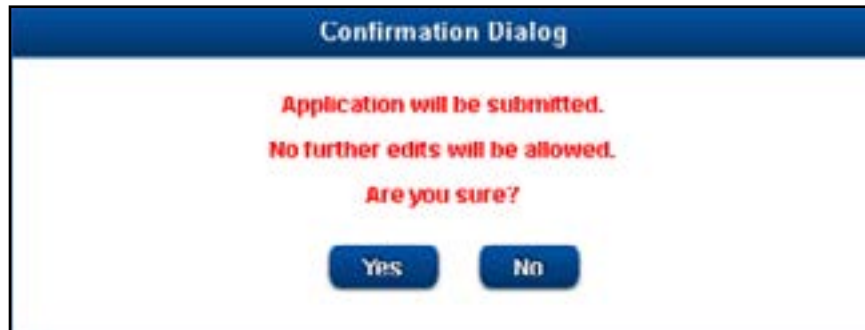 Confirmation Dialog
Application will be submitted.
No further edits will be allowed.
Are you sure?
Yes No